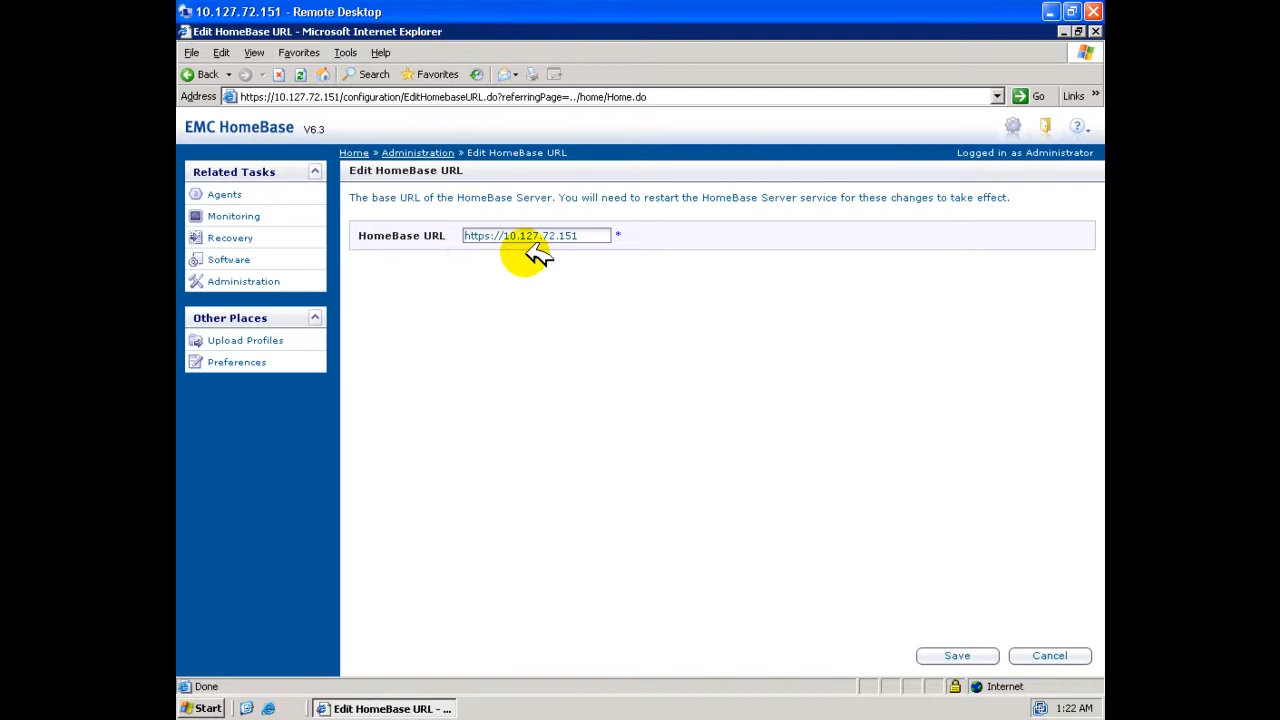 10.127.72.151 - Remote Desktop
Edit HomeBase URL - Microsoft Internet Explorer
File Edit View Favorites Tools Help
Back Search Favorites
Address https://10.127.72.151/configuration/EditHomebaseURL.do?referringPage=../home/Home.do Go Links »
EMC HomeBase V6.3
Home » Administration » Edit HomeBase URL Logged in as Administrator
Related Tasks
Agents
Monitoring
Recovery
Software
Administration
Other Places
Upload Profiles
Preferences
Edit HomeBase URL
The base URL of the HomeBase Server. You will need to restart the HomeBase Server service for these changes to take effect.
HomeBase URL https://10.127.72.151 *
Save Cancel
Done Internet
Start Edit HomeBase URL - ... 1:22 AM